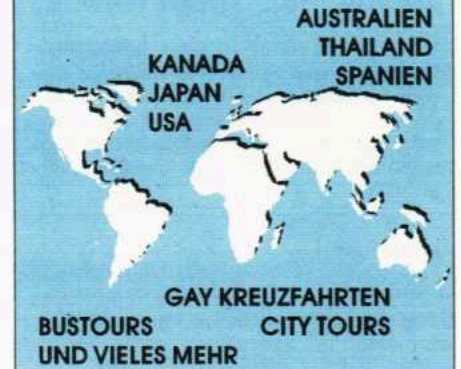 AUSTRALIEN
THAILAND
SPANIEN
KANADA
JAPAN
USA
GAY KREUZFAHRTEN
CITY TOURS
BUSTOURS
UND VIELES MEHR